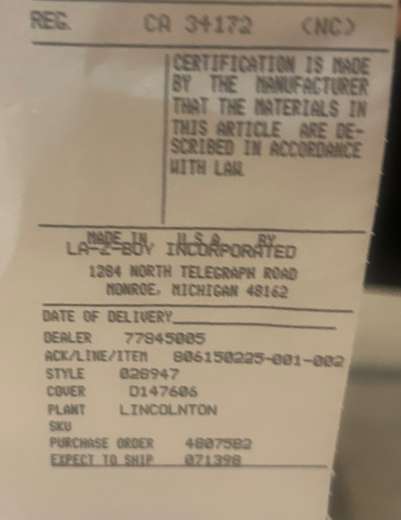 REG. CA 34172 (NC)
CERTIFICATION IS MADE
BY THE MANUFACTURER
THAT THE MATERIALS IN
THIS ARTICLE ARE DE-
SCRIBED IN ACCORDANCE
WITH LAW.
MADE IN U.S.A. BY
LA-Z-BOY INCORPORATED
1284 NORTH TELEGRAPH ROAD
MONROE, MICHIGAN 48162
DATE OF DELIVERY
DEALER 77845005
ACK/LINE/ITEM 806150225-001-002
STYLE 028947
COVER D147606
PLANT LINCOLNTON
SKU
PURCHASE ORDER 4807582
EXPECT TO SHIP 071398